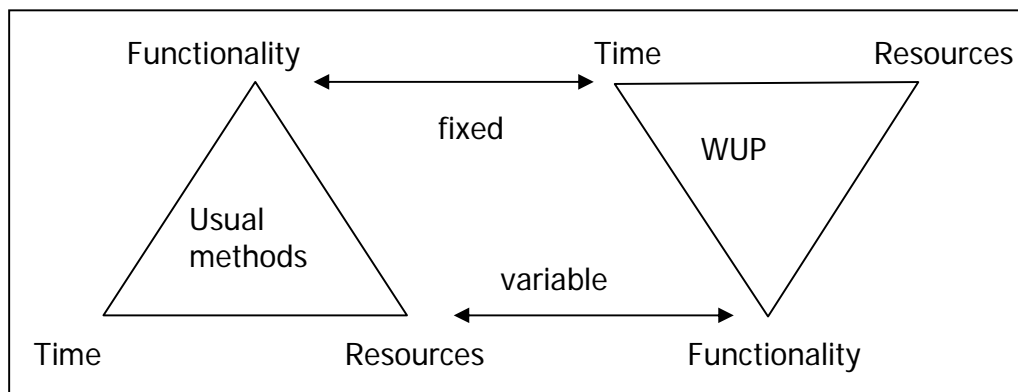 Functionality
Time
Resources
fixed
WUP
Usual
methods
variable
Time
Resources
Functionality